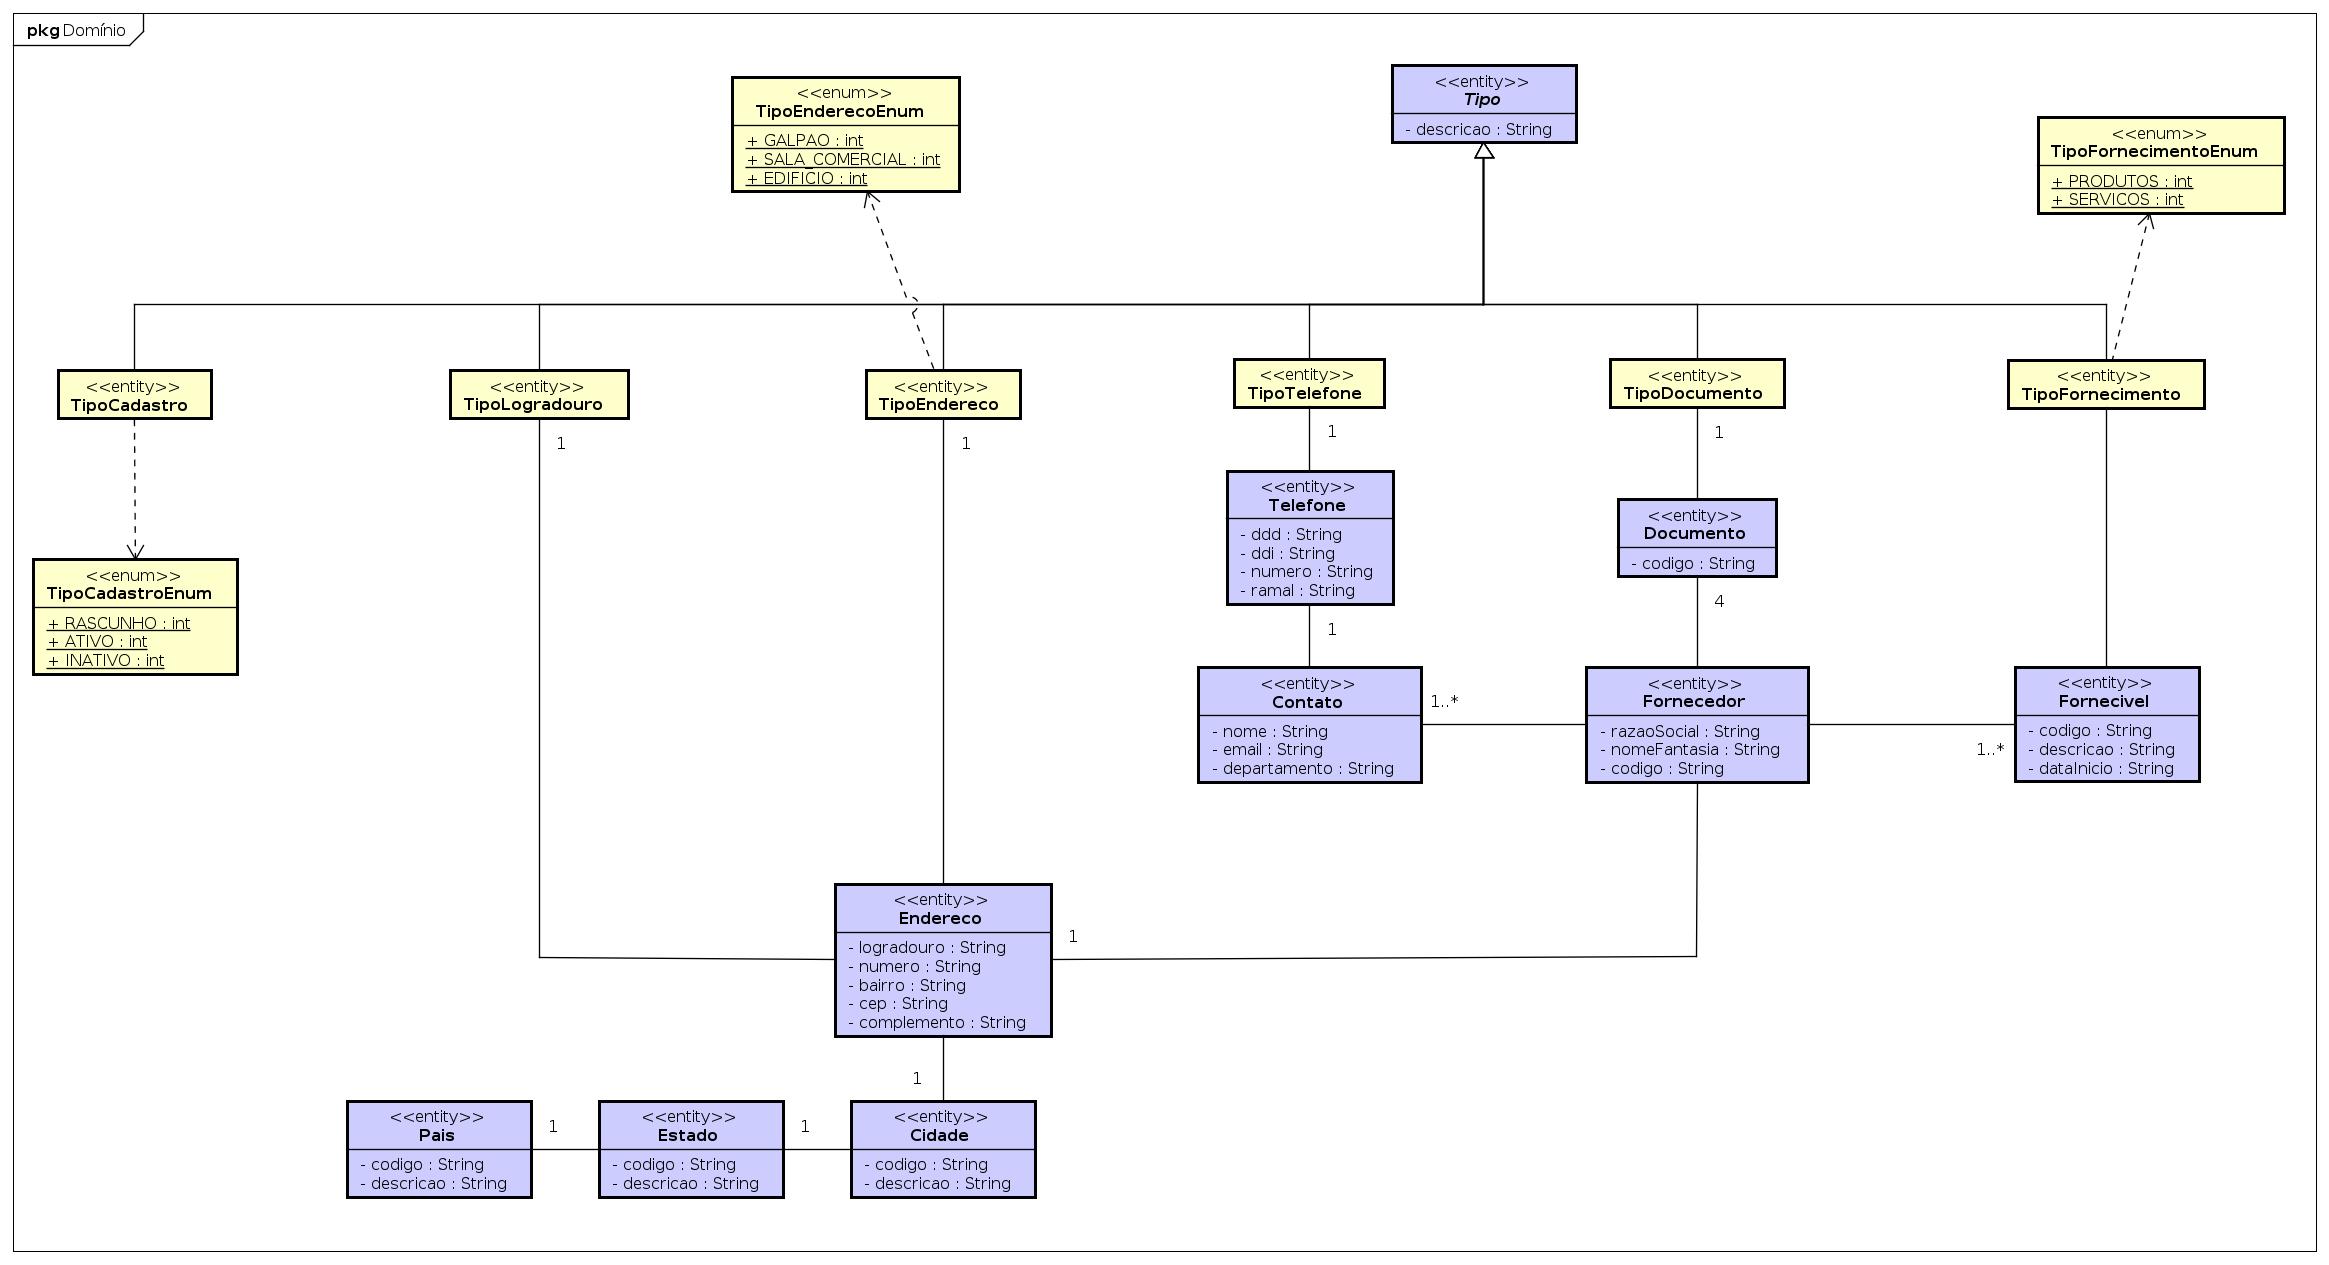 pkg Domínio
<<enum>>
TipoEnderecoEnum
+ GALPAO : int
+ SALA_COMERCIAL : int
+ EDIFICIO : int
<<entity>>
Tipo
- descricao : String
<<enum>>
TipoFornecimentoEnum
+ PRODUTOS : int
+ SERVICOS : int
<<entity>>
TipoCadastro
<<entity>>
TipoLogradouro
1
<<entity>>
TipoEndereco
1
<<entity>>
TipoTelefone
1
<<entity>>
TipoDocumento
1
<<entity>>
TipoFornecimento
<<enum>>
TipoCadastroEnum
+ RASCUNHO : int
+ ATIVO : int
+ INATIVO : int
<<entity>>
Telefone
- ddd : String
- ddi : String
- numero : String
- ramal : String
1
<<entity>>
Documento
- codigo : String
4
<<entity>>
Contato
- nome : String
- email : String
- departamento : String
1..*
<<entity>>
Fornecedor
- razaoSocial : String
- nomeFantasia : String
- codigo : String
1..*
<<entity>>
Fornecivel
- codigo : String
- descricao : String
- dataInicio : String
<<entity>>
Endereco
- logradouro : String
- numero : String
- bairro : String
- cep : String
- complemento : String
1
1
<<entity>>
Pais
- codigo : String
- descricao : String
1
<<entity>>
Estado
- codigo : String
- descricao : String
1
<<entity>>
Cidade
- codigo : String
- descricao : String